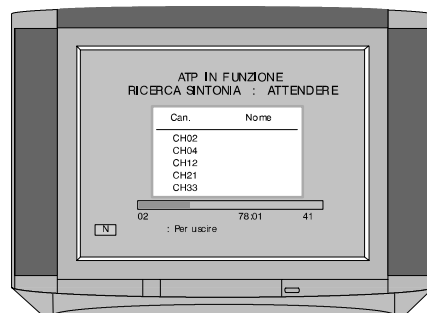 ATP IN FUNZIONE
RICERCA SINTONIA : ATTENDERE
Can. Nome
CH02
CH04
CH12
CH21
CH33
02 78:01 41
N : Per uscire